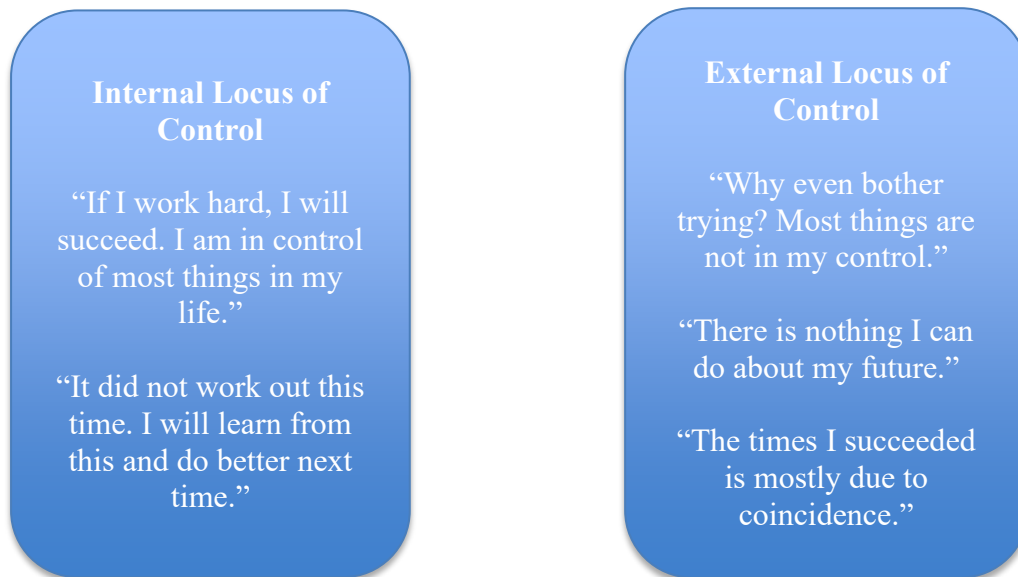 Internal Locus of
Control
“If I work hard, I will
succeed. I am in control
of most things in my
life.”
“It did not work out this
time. I will learn from
this and do better next
time.”
External Locus of
Control
“Why even bother
trying? Most things are
not in my control.”
“There is nothing I can
do about my future.”
“The times I succeeded
is mostly due to
coincidence.”